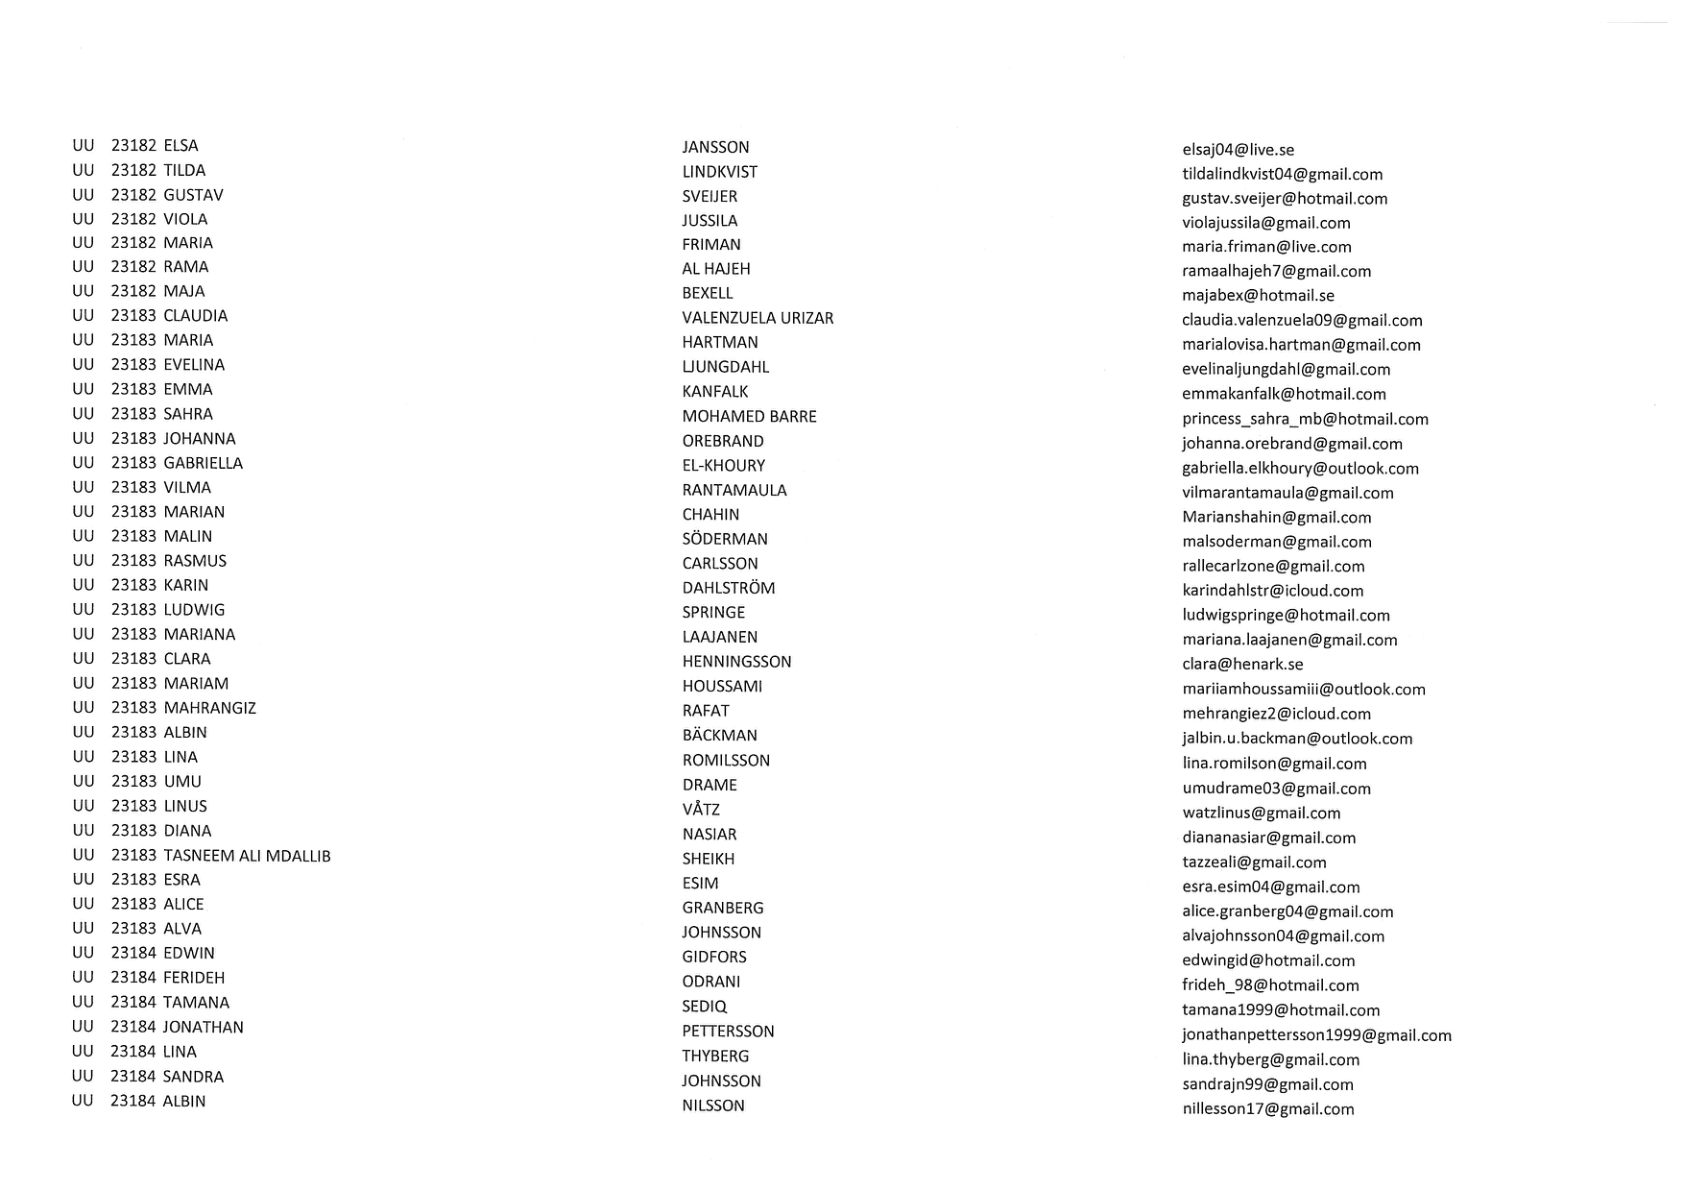 UU 23182 ELSA JANSSON elsaj04@live.se
UU 23182 TILDA LINDKVIST tildalindkvist04@gmail.com
UU 23182 GUSTAV SVEIJER gustav.sveijer@hotmail.com
UU 23182 VIOLA JUSSILA violajussila@gmail.com
UU 23182 MARIA FRIMAN maria.friman@live.com
UU 23182 RAMA AL HAJEH ramaalhajeh7@gmail.com
UU 23182 MAJA BEXELL majabex@hotmail.se
UU 23183 CLAUDIA VALENZUELA URIZAR claudia.valenzuela09@gmail.com
UU 23183 MARIA HARTMAN marialovisa.hartman@gmail.com
UU 23183 EVELINA LJUNGDAHL evelinaljungdahl@gmail.com
UU 23183 EMMA KANFALK emmakanfalk@hotmail.com
UU 23183 SAHRA MOHAMED BARRE princess_sahra_mb@hotmail.com
UU 23183 JOHANNA OREBRAND johanna.orebrand@gmail.com
UU 23183 GABRIELLA EL-KHOURY gabriella.elkhoury@outlook.com
UU 23183 VILMA RANTAMAULA vilmarantamaula@gmail.com
UU 23183 MARIAN CHAHIN Marianshahin@gmail.com
UU 23183 MALIN SÖDERMAN malsoderman@gmail.com
UU 23183 RASMUS CARLSSON rallecarlzone@gmail.com
UU 23183 KARIN DAHLSTRÖM karindahlstr@icloud.com
UU 23183 LUDWIG SPRINGE ludwigspringe@hotmail.com
UU 23183 MARIANA LAAJANEN mariana.laajanen@gmail.com
UU 23183 CLARA HENNINGSSON clara@henark.se
UU 23183 MARIAM HOUSSAMI mariiamhoussamiii@outlook.com
UU 23183 MAHRANGIZ RAFAT mehrangiez2@icloud.com
UU 23183 ALBIN BÄCKMAN jalbin.u.backman@outlook.com
UU 23183 LINA ROMILSSON lina.romilson@gmail.com
UU 23183 UMU DRAME umudrame03@gmail.com
UU 23183 LINUS VÅTZ watzlinus@gmail.com
UU 23183 DIANA NASIAR diananasiar@gmail.com
UU 23183 TASNEEM ALI MDALLIB SHEIKH tazzeali@gmail.com
UU 23183 ESRA ESIM esra.esim04@gmail.com
UU 23183 ALICE GRANBERG alice.granberg04@gmail.com
UU 23183 ALVA JOHNSSON alvajohnsson04@gmail.com
UU 23184 EDWIN GIDFORS edwingid@hotmail.com
UU 23184 FERIDEH ODRANI frideh_98@hotmail.com
UU 23184 TAMANA SEDIQ tamana1999@hotmail.com
UU 23184 JONATHAN PETTERSSON jonathanpettersson1999@gmail.com
UU 23184 LINA THYBERG lina.thyberg@gmail.com
UU 23184 SANDRA JOHNSSON sandrajn99@gmail.com
UU 23184 ALBIN NILSSON nillesson17@gmail.com